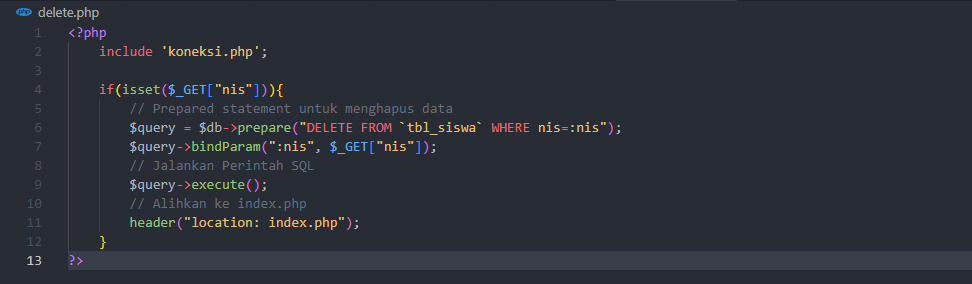 php delete.php
1 <?php
2 include 'koneksi.php';
3
4 if(isset($_GET["nis"])){
5 // Prepared statement untuk menghapus data
6 $query = $db->prepare("DELETE FROM `tbl_siswa` WHERE nis=:nis");
7 $query->bindParam(":nis", $_GET["nis"]);
8 // Jalankan Perintah SQL
9 $query->execute();
10 // Alihkan ke index.php
11 header("location: index.php");
12 }
13 ?>